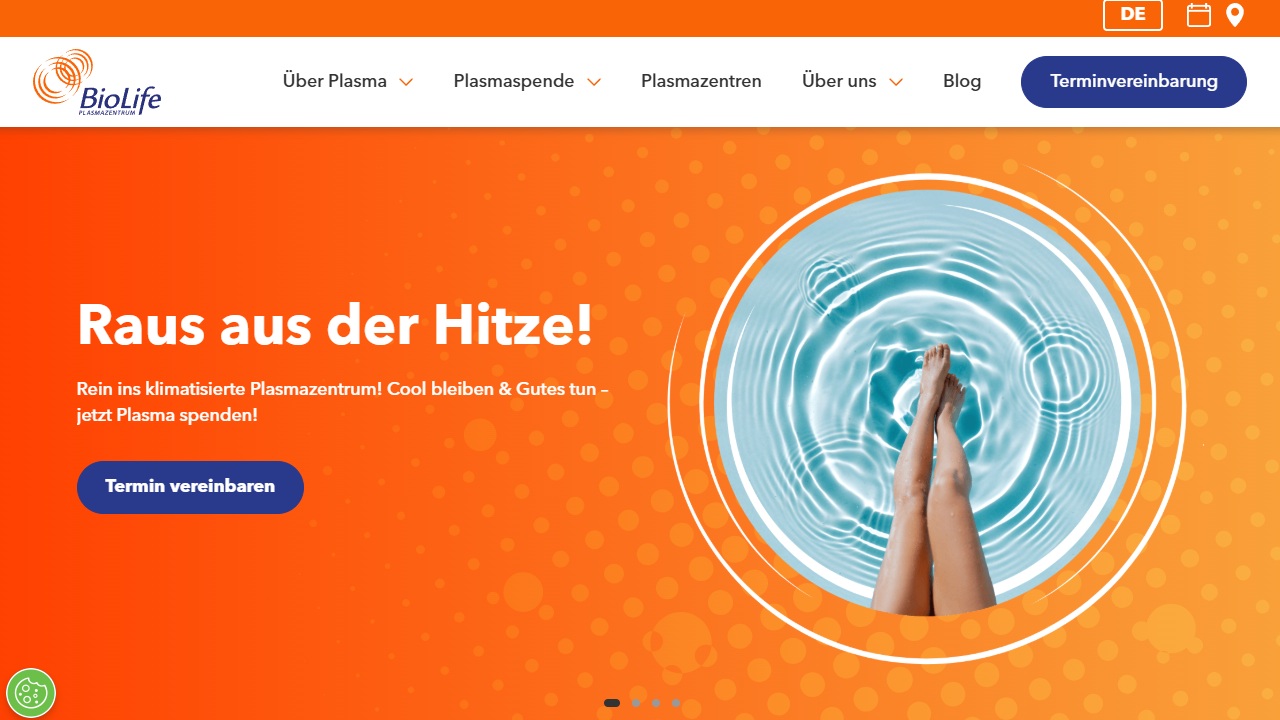 DE
BioLife
PLASMAZENTRUM
Über Plasma
Plasmaspende
Plasmazentren
Über uns
Blog
Terminvereinbarung
Raus aus der Hitze!
Rein ins klimatisierte Plasmazentrum! Cool bleiben & Gutes tun –
jetzt Plasma spenden!
Termin vereinbaren